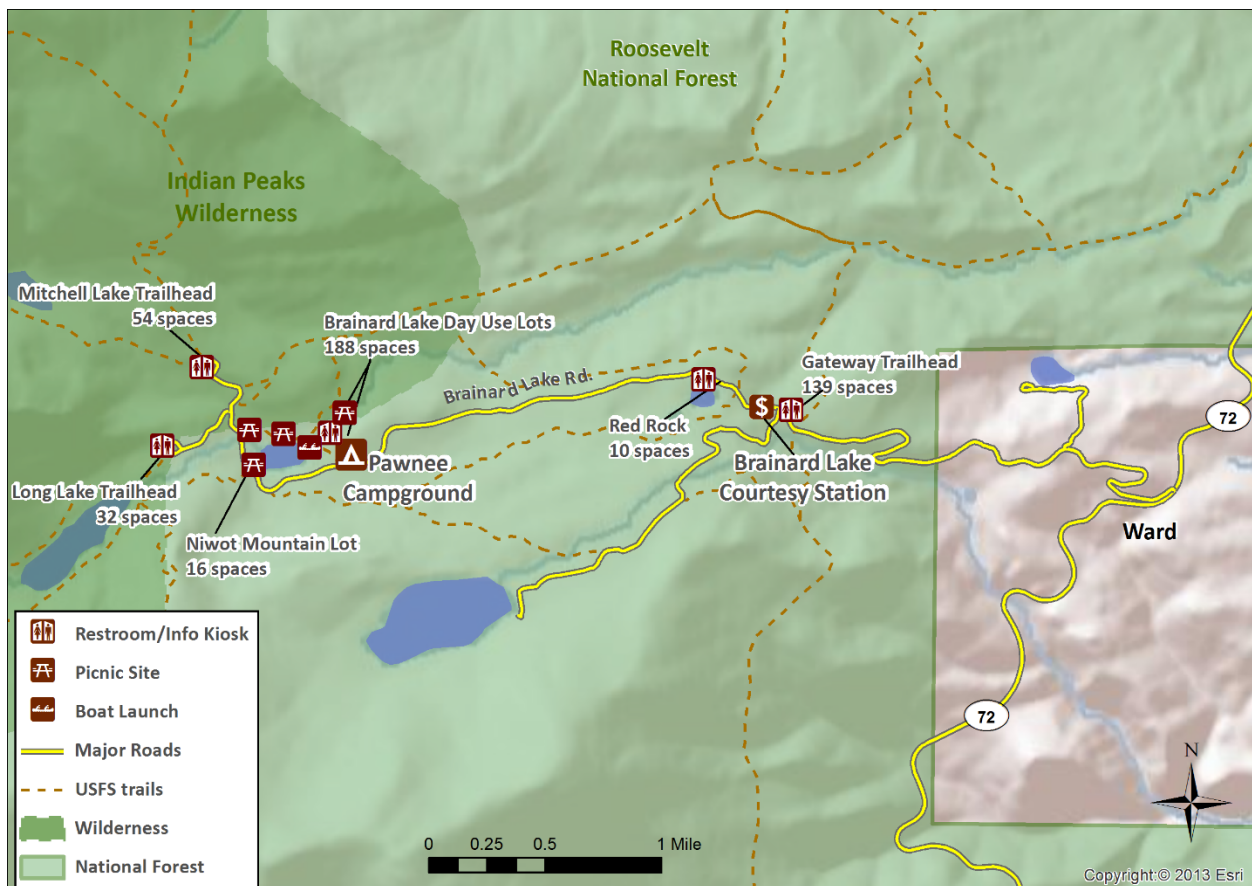 Roosevelt
National Forest
Indian Peaks
Wilderness
Mitchell Lake Trailhead
54 spaces
Brainard Lake Day Use Lots
188 spaces
Brainard Lake Rd.
Gateway Trailhead
139 spaces
$
Red Rock
10 spaces
Brainard Lake
Courtesy Station
72
Pawnee
Campground
Long Lake Trailhead
32 spaces
Niwot Mountain Lot
16 spaces
Ward
72
Restroom/Info Kiosk
Picnic Site
Boat Launch
Major Roads
USFS trails
Wilderness
National Forest
0 0.25 0.5 1 Mile
N
Copyright:© 2013 Esri